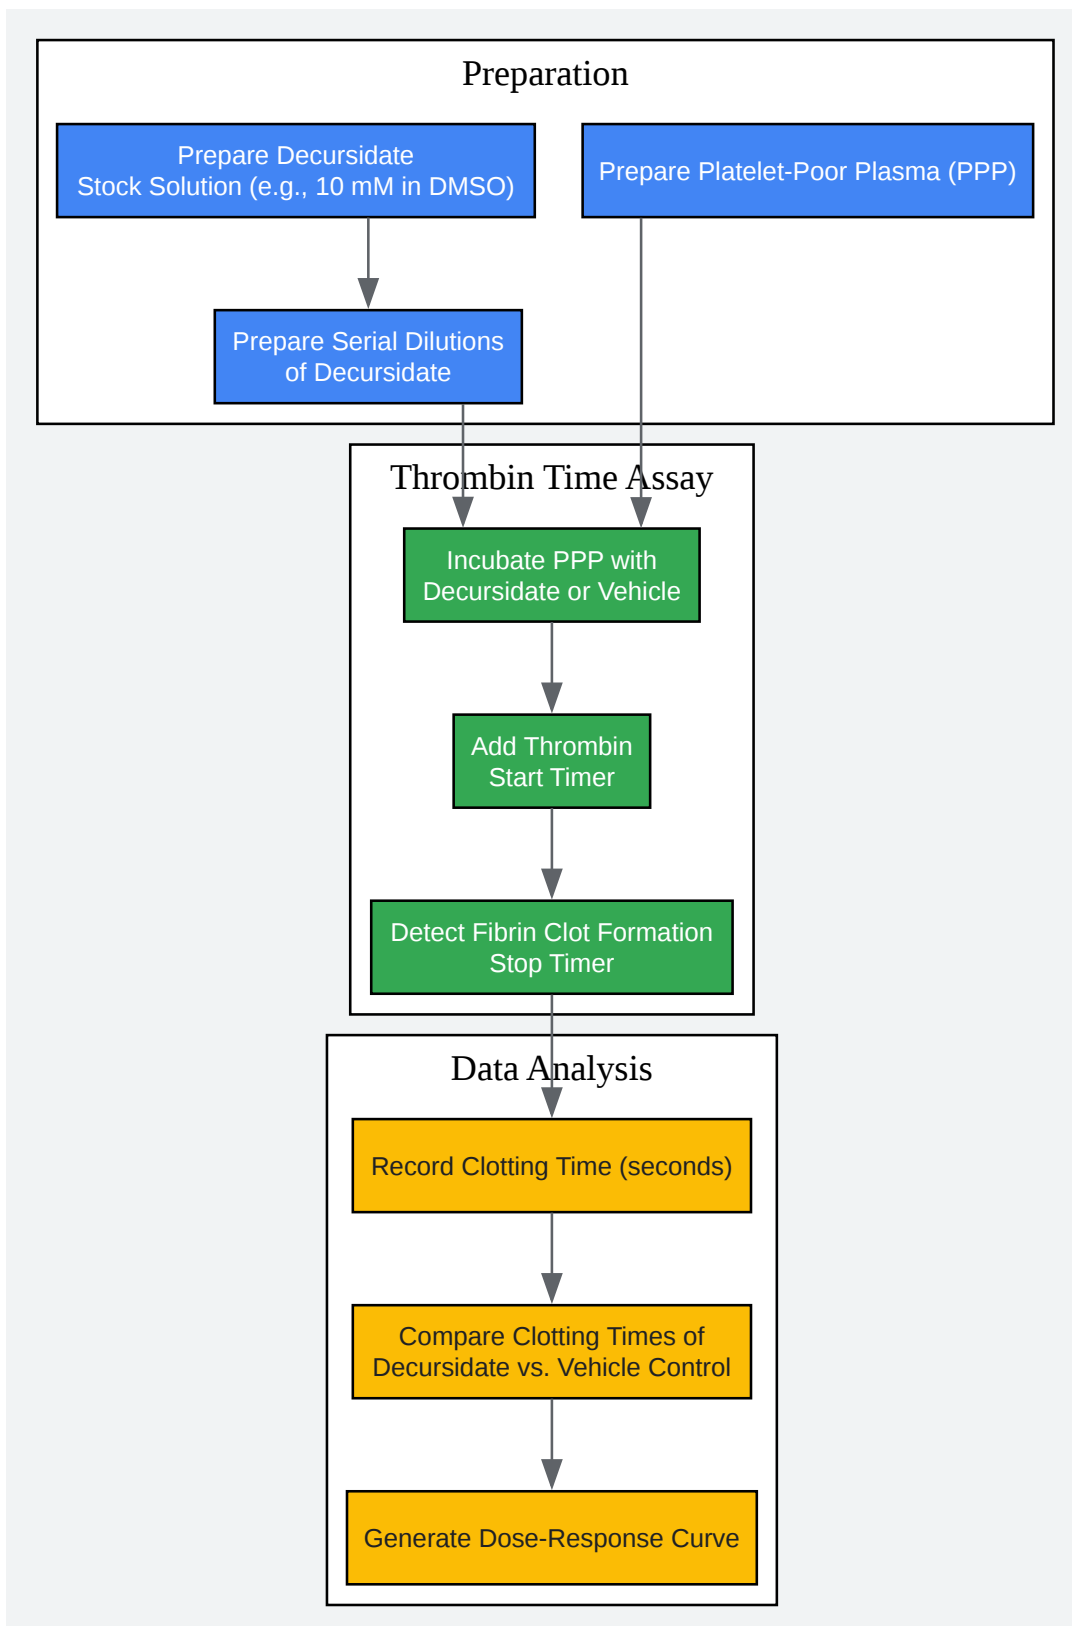 Preparation
Prepare Decursidate
Stock Solution (e.g., 10 mM in DMSO)
Prepare Platelet-Poor Plasma (PPP)
Prepare Serial Dilutions
of Decursidate
Thrombin Time Assay
Incubate PPP with
Decursidate or Vehicle
Add Thrombin
Start Timer
Detect Fibrin Clot Formation
Stop Timer
Data Analysis
Record Clotting Time (seconds)
Compare Clotting Times of
Decursidate vs. Vehicle Control
Generate Dose-Response Curve